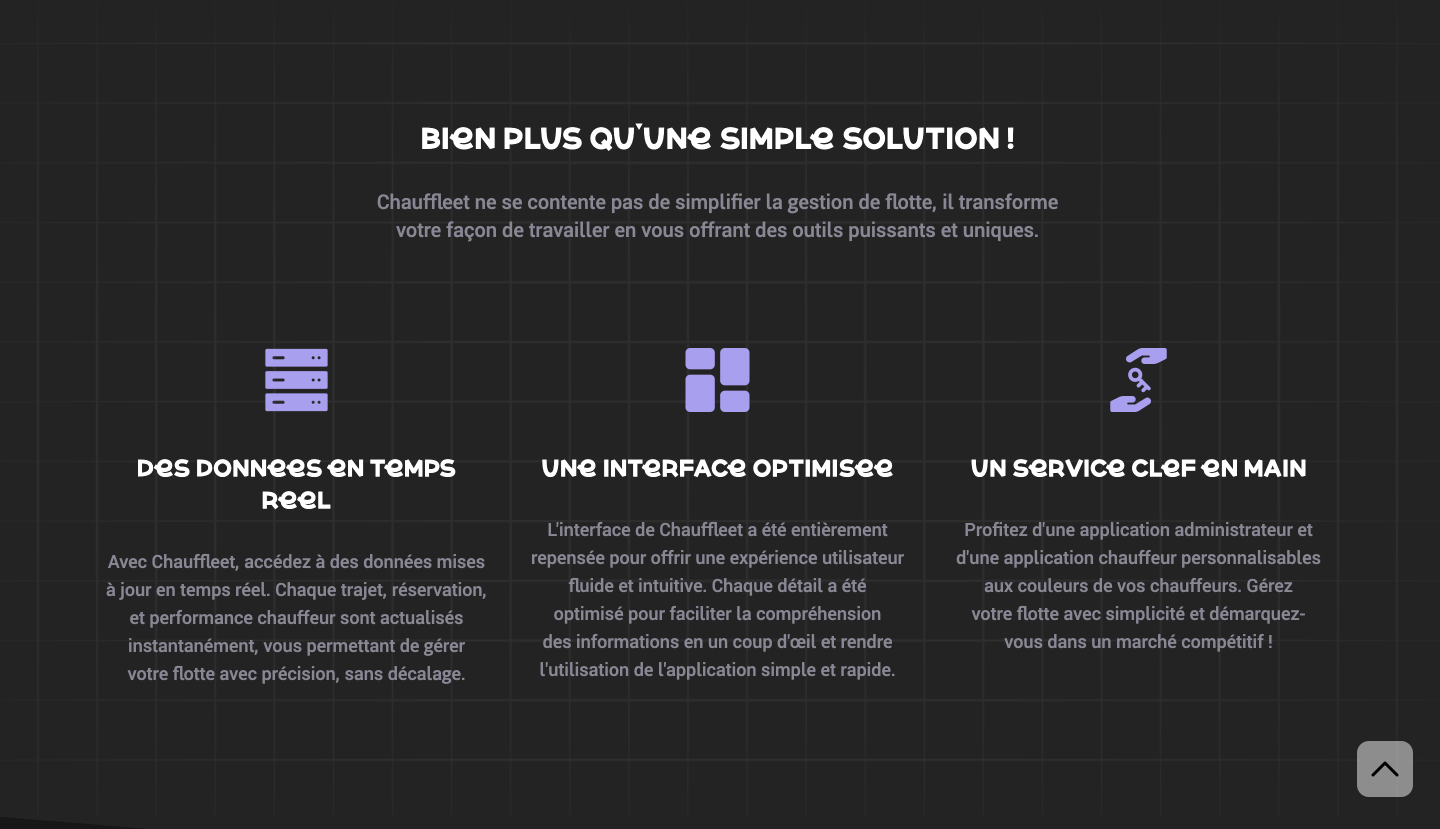 BIeN PLUS QU'UNe SIMPLe SOLUTION !
Chauffleet ne se contente pas de simplifier la gestion de flotte, il transforme
votre façon de travailler en vous offrant des outils puissants et uniques.
DeS DONNeeS eN TeMPS
ReeL
Avec Chauffleet, accédez à des données mises
à jour en temps réel. Chaque trajet, réservation,
et performance chauffeur sont actualisés
instantanément, vous permettant de gérer
votre flotte avec précision, sans décalage.
UNe INTeRFACe OPTIMISee
L'interface de Chauffleet a été entièrement
repensée pour offrir une expérience utilisateur
fluide et intuitive. Chaque détail a été
optimisé pour faciliter la compréhension
des informations en un coup d'œil et rendre
l'utilisation de l'application simple et rapide.
UN SeRVICe CLeF eN MAIN
Profitez d'une application administrateur et
d'une application chauffeur personnalisables
aux couleurs de vos chauffeurs. Gérez
votre flotte avec simplicité et démarquez-
vous dans un marché compétitif !